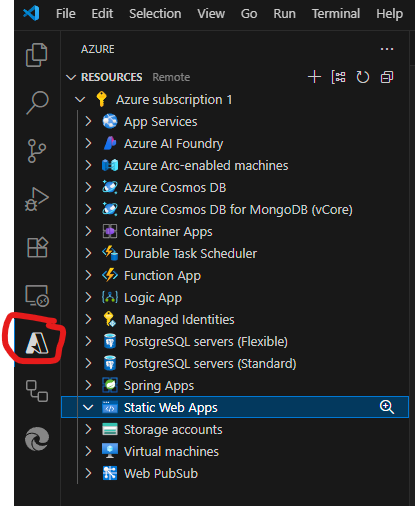 File Edit Selection View Go Run Terminal Help
AZURE
RESOURCES Remote
Azure subscription 1
App Services
Azure AI Foundry
Azure Arc-enabled machines
Azure Cosmos DB
Azure Cosmos DB for MongoDB (vCore)
Container Apps
Durable Task Scheduler
Function App
Logic App
Managed Identities
PostgreSQL servers (Flexible)
PostgreSQL servers (Standard)
Spring Apps
Static Web Apps
Storage accounts
Virtual machines
Web PubSub